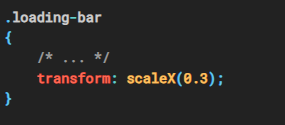 .loading-bar
{
/* ... */
transform: scaleX(0.3);
}